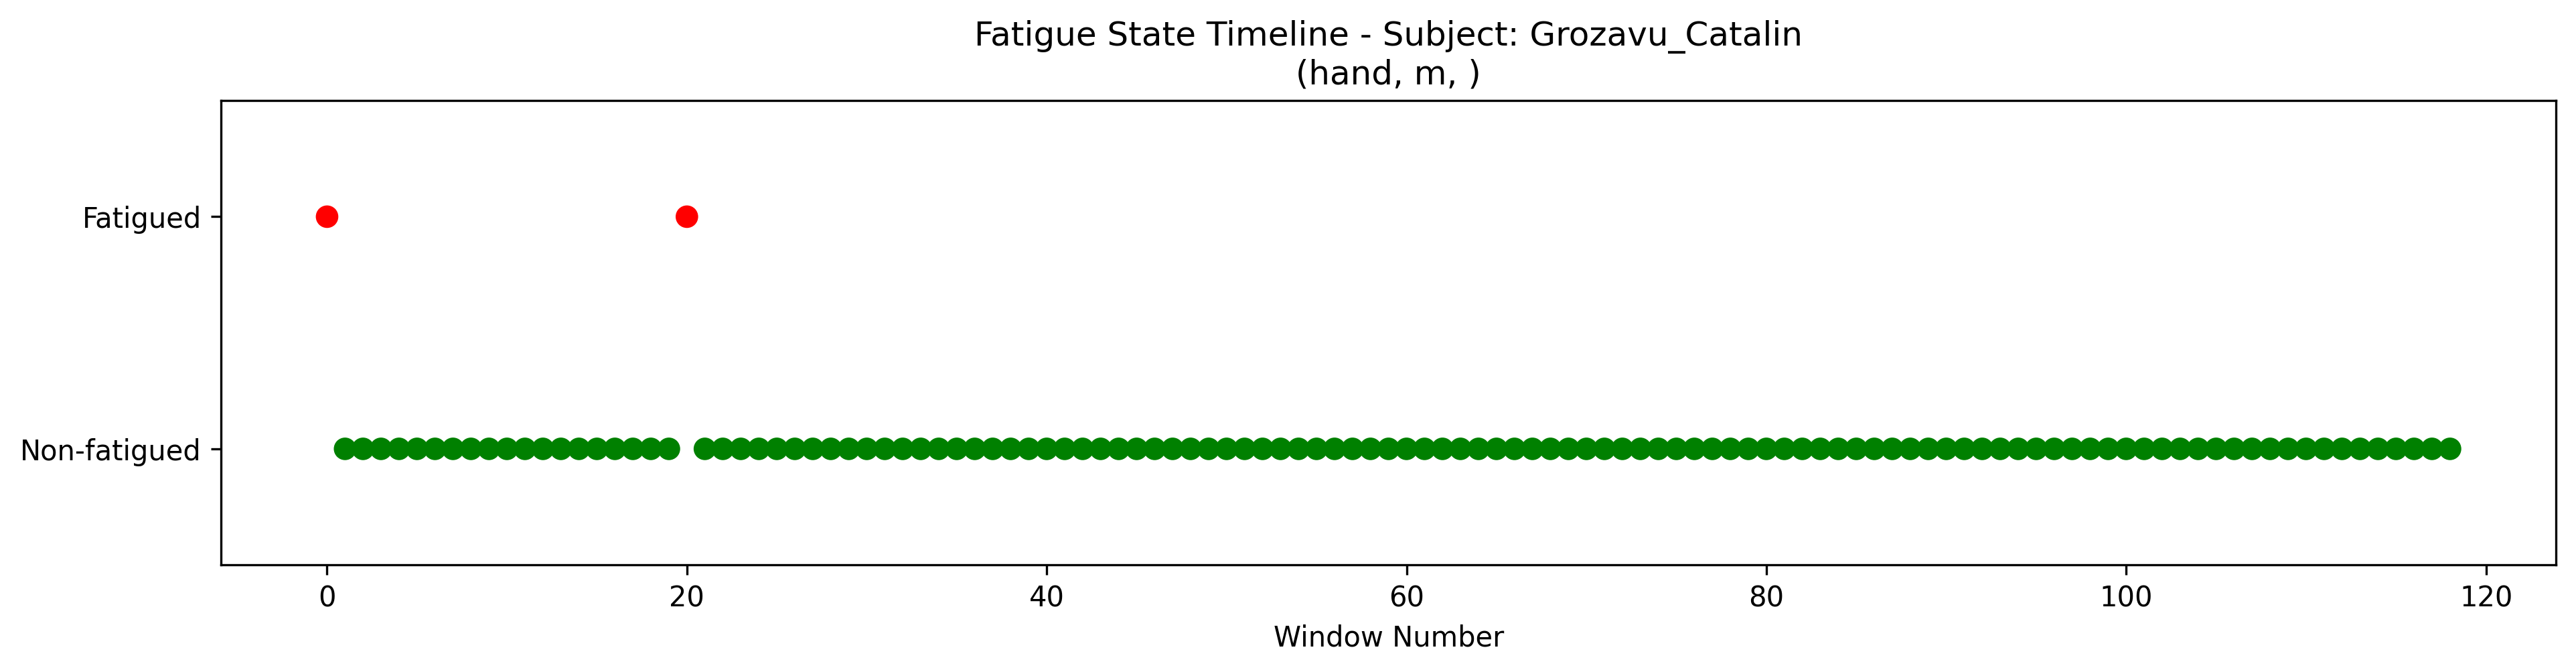 Fatigue State Timeline - Subject: Grozavu_Catalin
(hand, m, )
Fatigued
Non-fatigued
0 20 40 60 80 100 120
Window Number